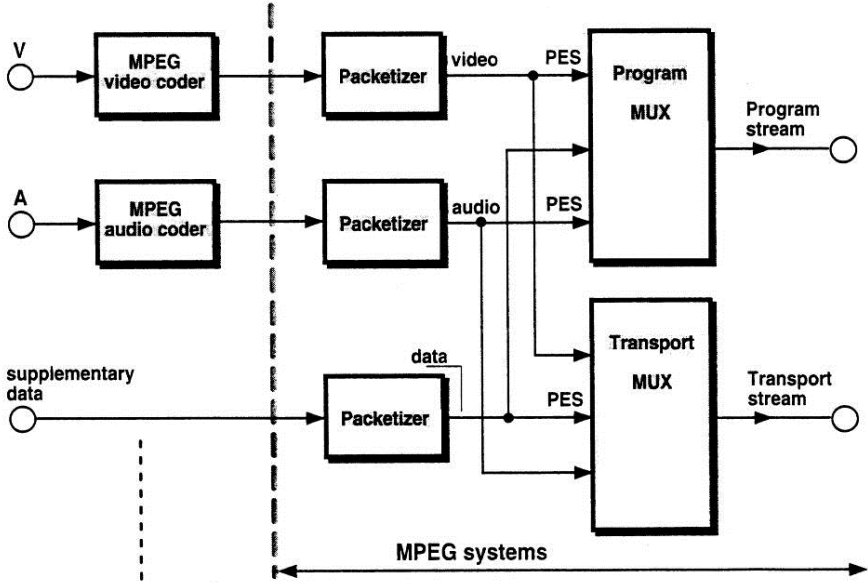 V
MPEG
video coder
Packetizer
video
PES
Program
MUX
Program
stream
A
MPEG
audio coder
Packetizer
audio
PES
supplementary
data
Packetizer
data
PES
Transport
MUX
Transport
stream
MPEG systems